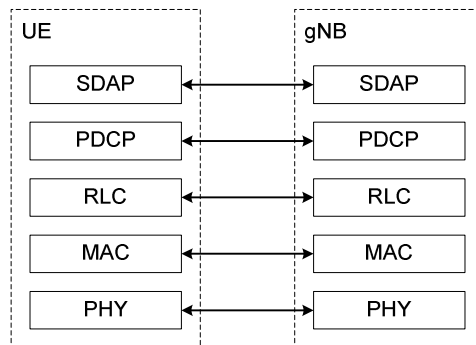 UE gNB
SDAP SDAP
PDCP PDCP
RLC RLC
MAC MAC
PHY PHY